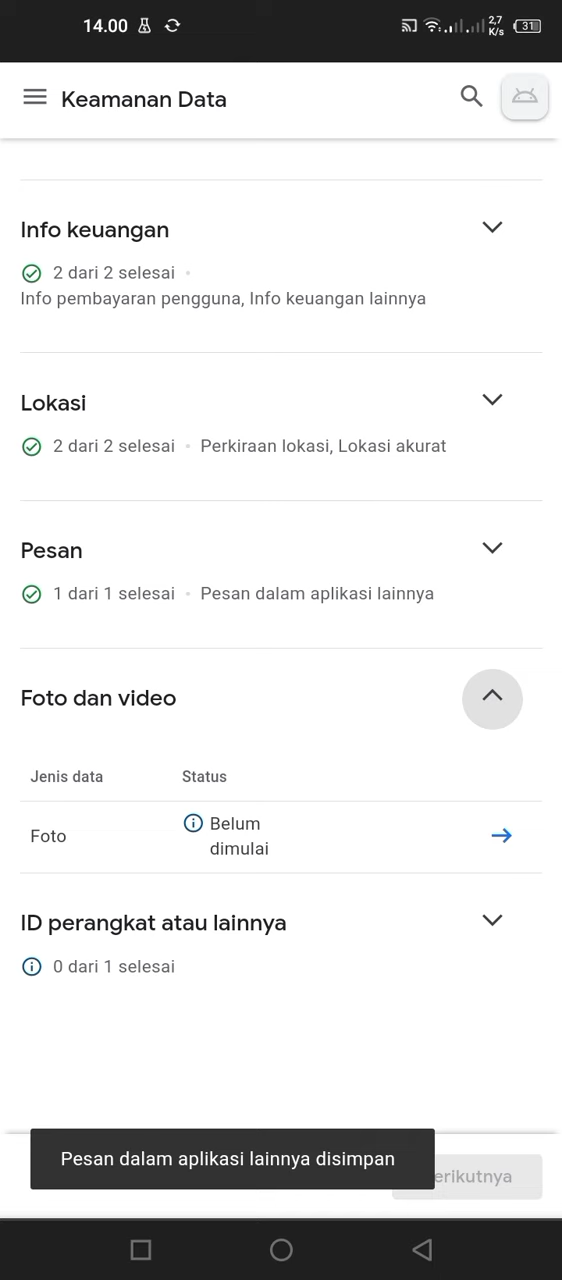 14.00
2,7
K/s
31
Keamanan Data
Info keuangan
2 dari 2 selesai •
Info pembayaran pengguna, Info keuangan lainnya
Lokasi
2 dari 2 selesai • Perkiraan lokasi, Lokasi akurat
Pesan
1 dari 1 selesai • Pesan dalam aplikasi lainnya
Foto dan video
Jenis data Status
Foto Belum
dimulai
ID perangkat atau lainnya
0 dari 1 selesai
Pesan dalam aplikasi lainnya disimpan
erikutnya